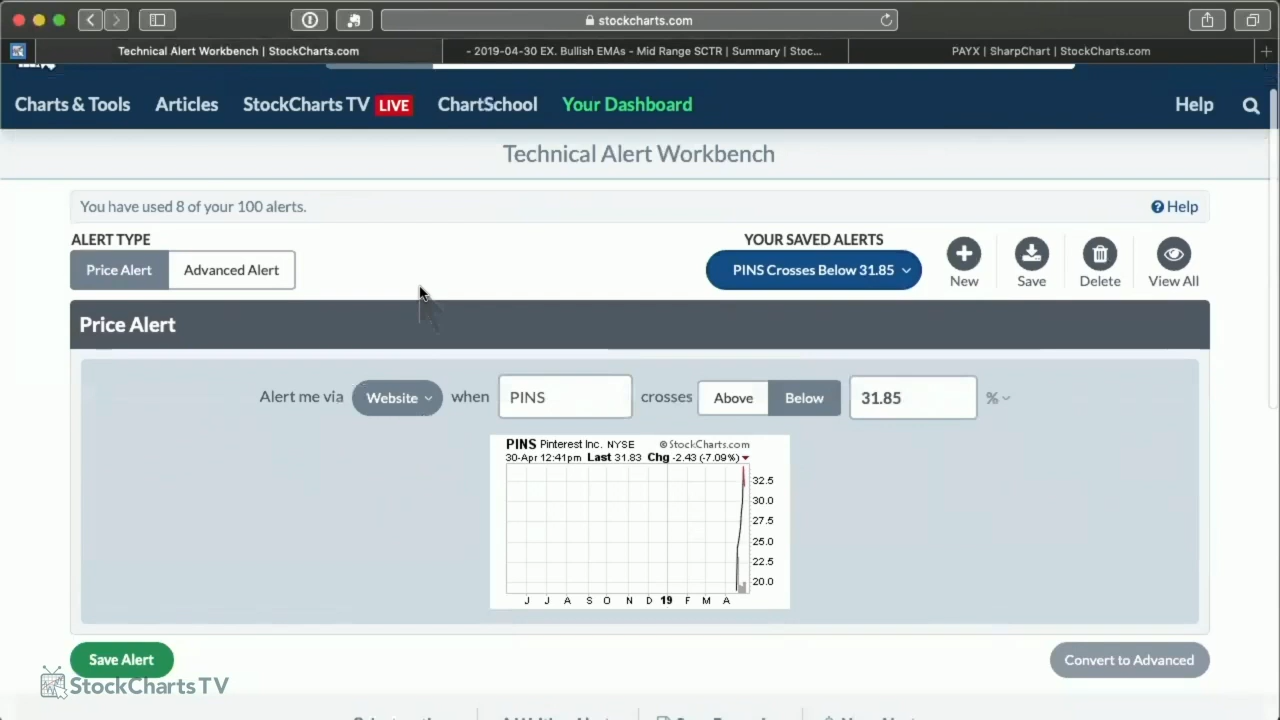 stockcharts.com
Technical Alert Workbench | StockCharts.com
- 2019-04-30 EX. Bullish EMAs - Mid Range SCTR | Summary | Stoc...
PAYX | SharpChart | StockCharts.com
Charts & Tools Articles StockCharts TV LIVE ChartSchool Your Dashboard Help
Technical Alert Workbench
You have used 8 of your 100 alerts. Help
ALERT TYPE YOUR SAVED ALERTS
Price Alert Advanced Alert PINS Crosses Below 31.85
New Save Delete View All
Price Alert
Alert me via Website when PINS crosses Above Below 31.85 %
PINS Pinterest Inc. NYSE © StockCharts.com
30-Apr 12:41pm Last 31.83 Chg -2.43 (-7.09%)
32.5
30.0
27.5
25.0
22.5
20.0
J J A S O N D 19 F M A
Save Alert Convert to Advanced
StockCharts TV